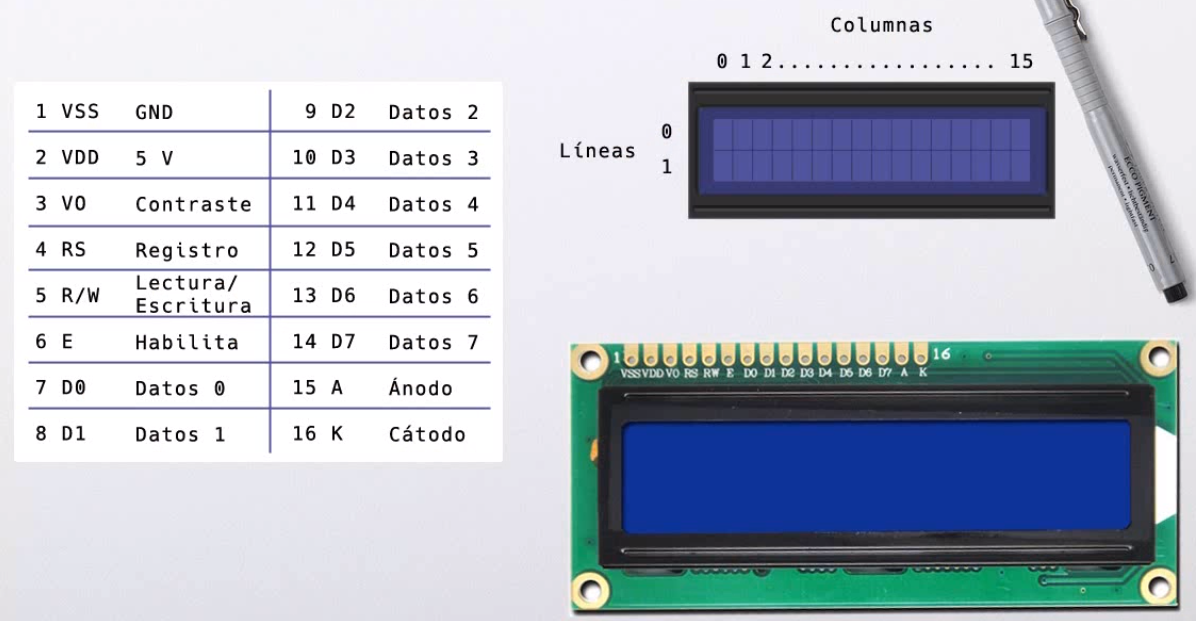 Columnas
0 1 2................. 15
Líneas
0
1
1 VSS GND
2 VDD 5 V
3 VO Contraste
4 RS Registro
5 R/W Lectura/
Escritura
6 E Habilita
7 D0 Datos 0
8 D1 Datos 1
9 D2 Datos 2
10 D3 Datos 3
11 D4 Datos 4
12 D5 Datos 5
13 D6 Datos 6
14 D7 Datos 7
15 A Ánodo
16 K Cátodo
ECCO PIGMENT
1 16
VSS VDD VO RS RW E D0 D1 D2 D3 D4 D5 D6 D7 A K